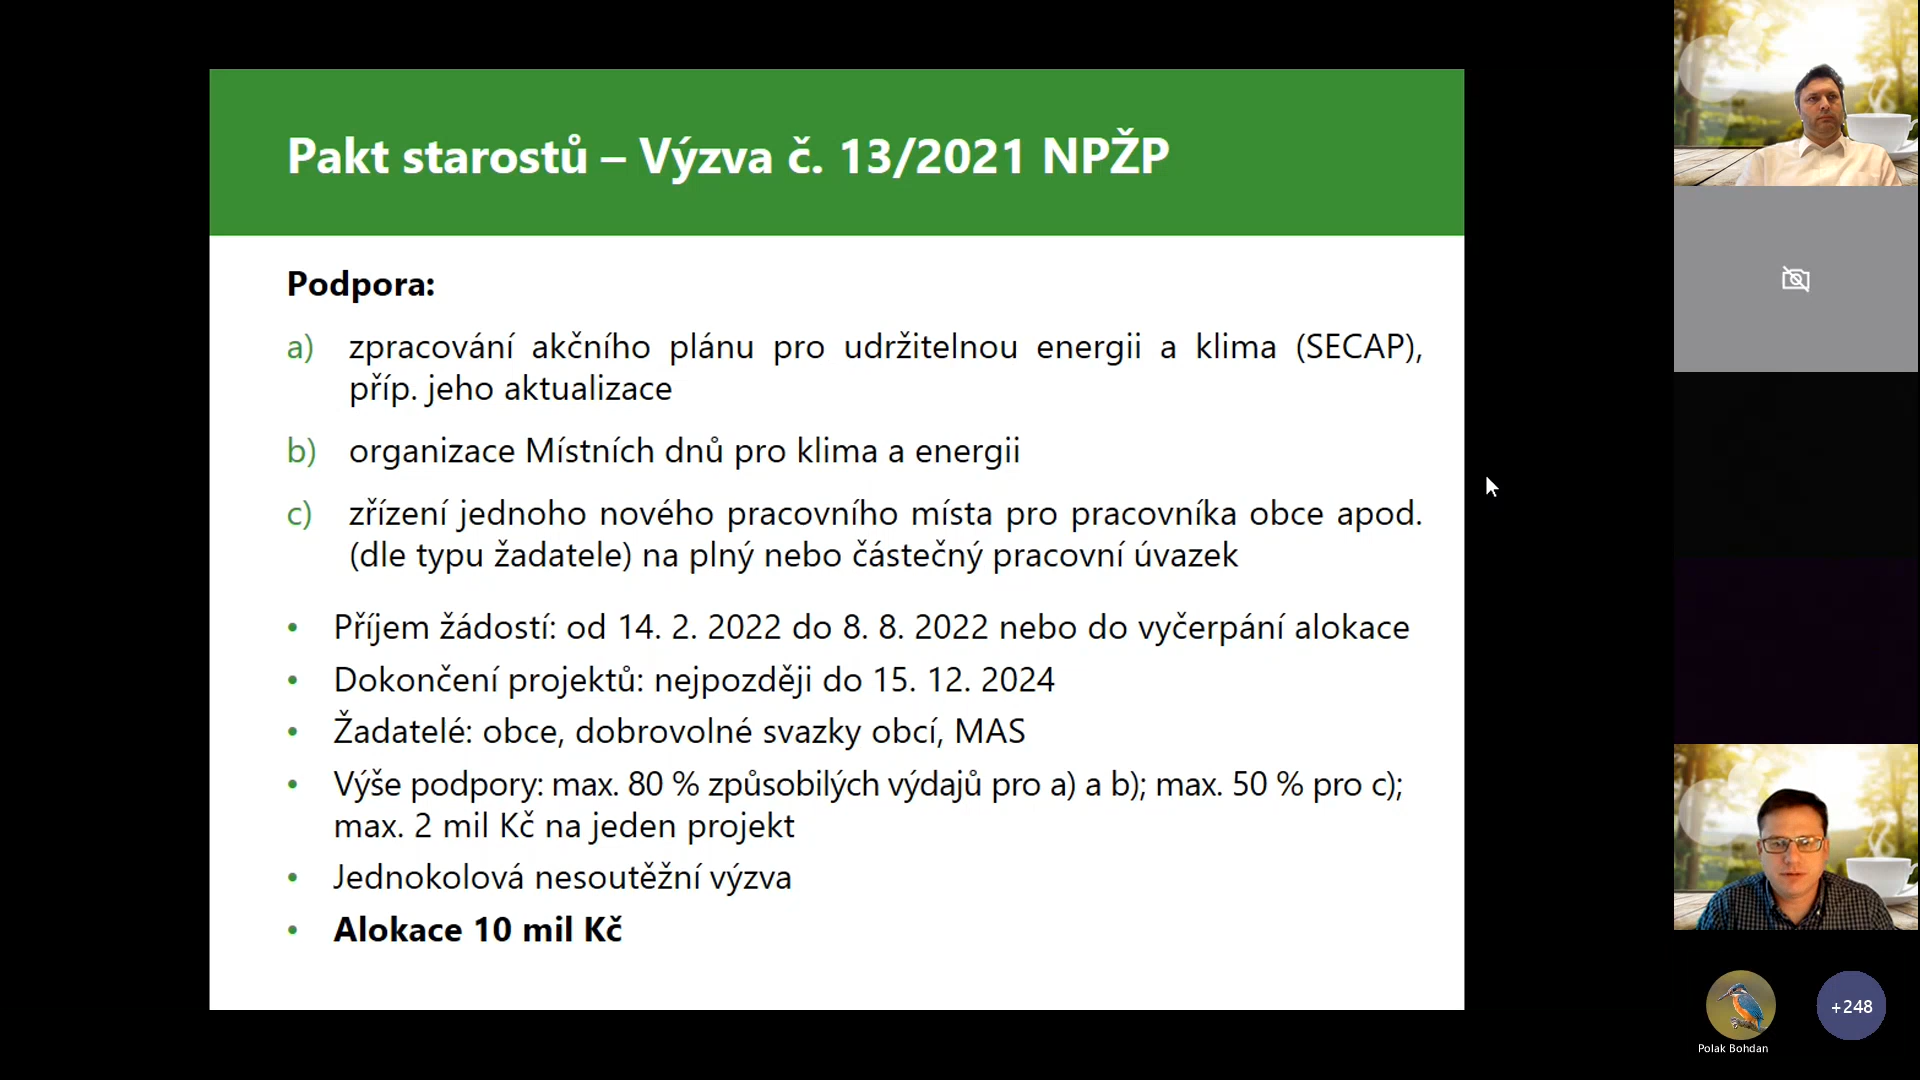 Pakt starostů – Výzva č. 13/2021 NPŽP
Podpora:
a) zpracování akčního plánu pro udržitelnou energii a klima (SECAP),
příp. jeho aktualizace
b) organizace Místních dnů pro klima a energii
c) zřízení jednoho nového pracovního místa pro pracovníka obce apod.
(dle typu žadatele) na plný nebo částečný pracovní úvazek
• Příjem žádostí: od 14. 2. 2022 do 8. 8. 2022 nebo do vyčerpání alokace
• Dokončení projektů: nejpozději do 15. 12. 2024
• Žadatelé: obce, dobrovolné svazky obcí, MAS
• Výše podpory: max. 80 % způsobilých výdajů pro a) a b); max. 50 % pro c);
max. 2 mil Kč na jeden projekt
• Jednokolová nesoutěžní výzva
• Alokace 10 mil Kč
+248
Polak Bohdan